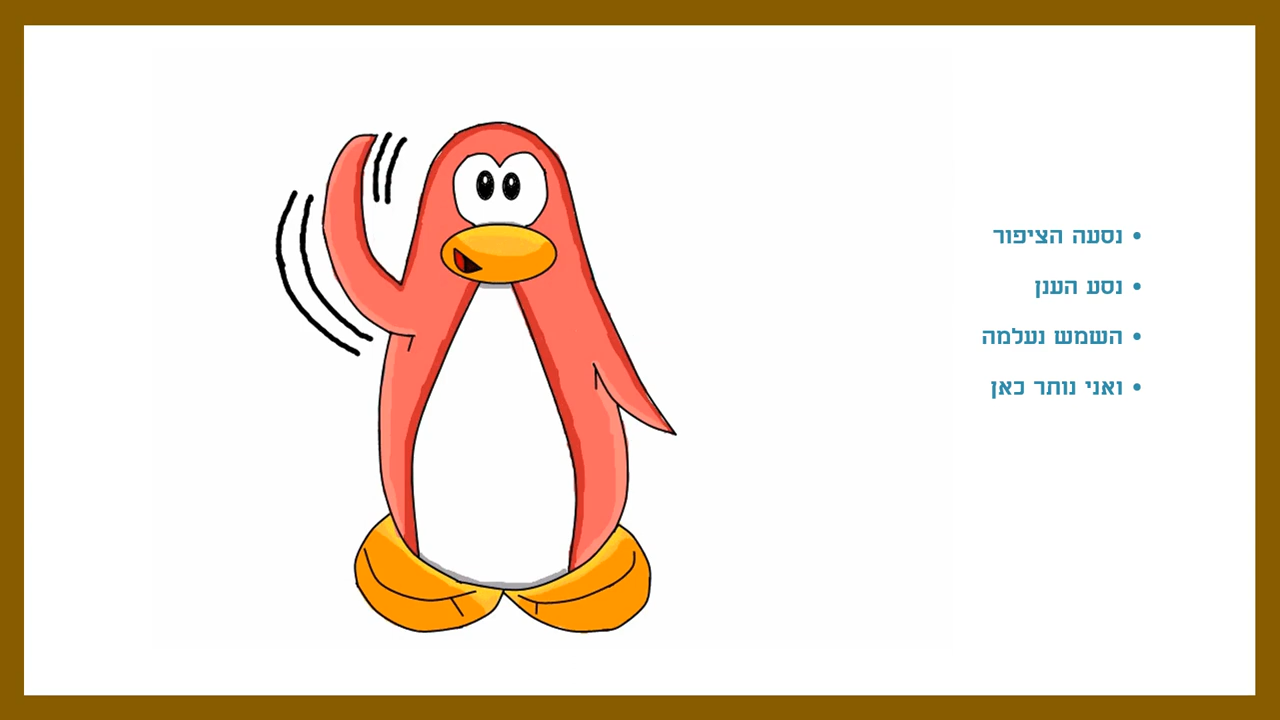 • נסעה הציפור
• נסע הענן
• השמש נעלמה
• ואני נותר כאן